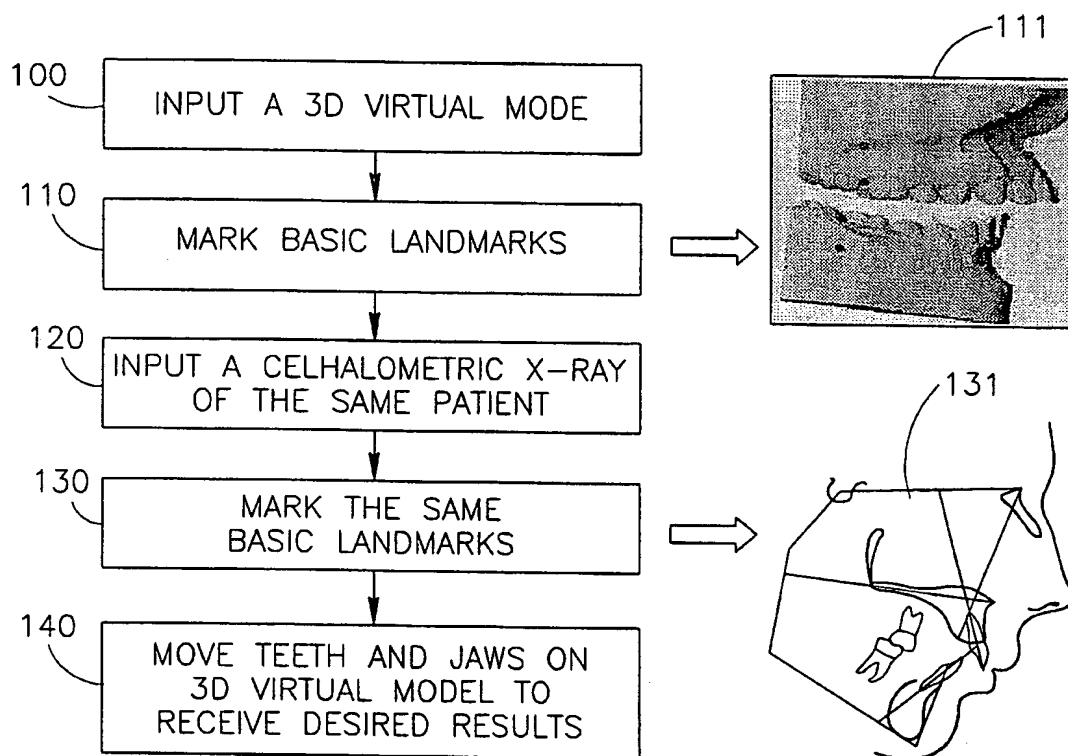 111
100
INPUT A 3D VIRTUAL MODE
110
MARK BASIC LANDMARKS
120
INPUT A CELHALOMETRIC X-RAY
OF THE SAME PATIENT
131
130
MARK THE SAME
BASIC LANDMARKS
140
MOVE TEETH AND JAWS ON
3D VIRTUAL MODEL TO
RECEIVE DESIRED RESULTS